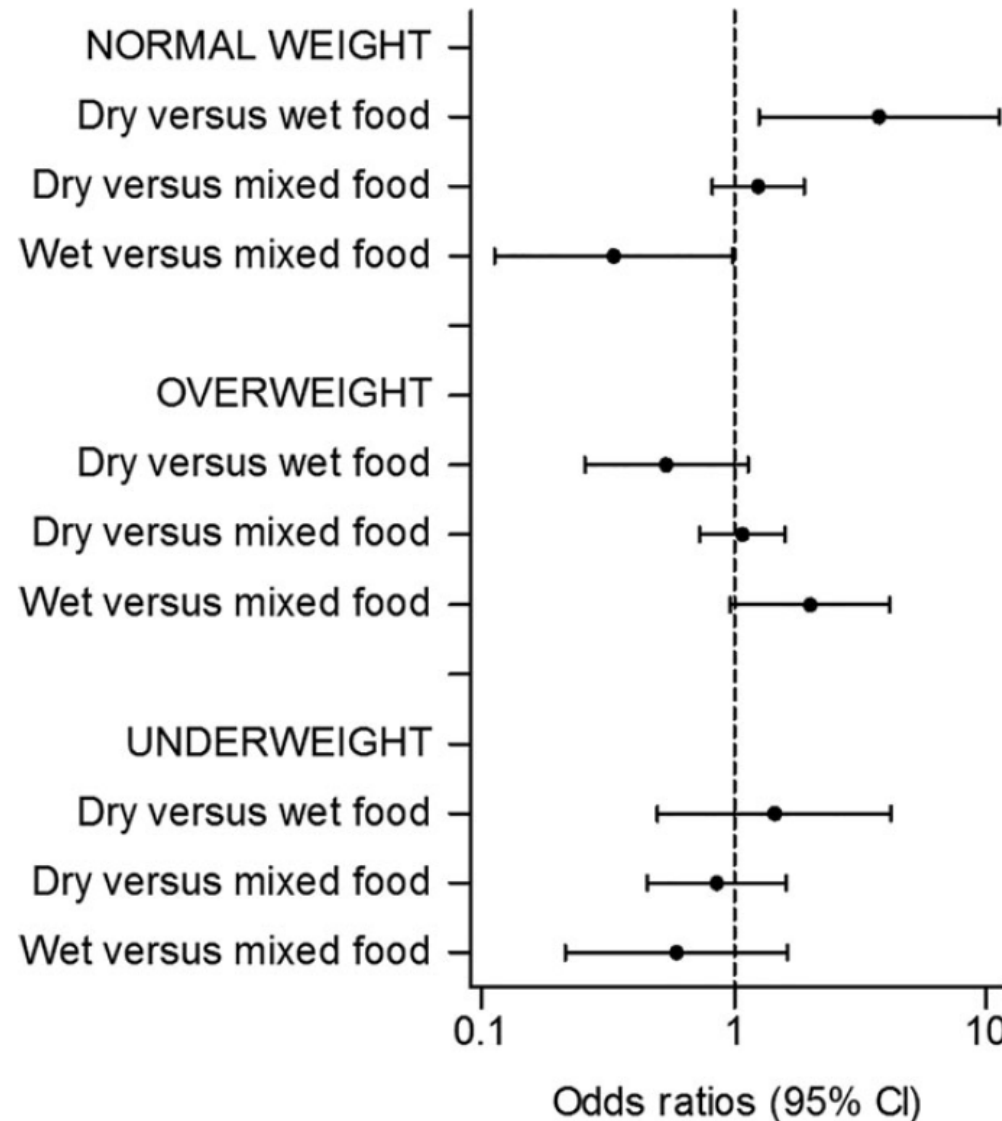 NORMAL WEIGHT
Dry versus wet food
Dry versus mixed food
Wet versus mixed food
OVERWEIGHT
Dry versus wet food
Dry versus mixed food
Wet versus mixed food
UNDERWEIGHT
Dry versus wet food
Dry versus mixed food
Wet versus mixed food
0.1 1 10
Odds ratios (95% CI)